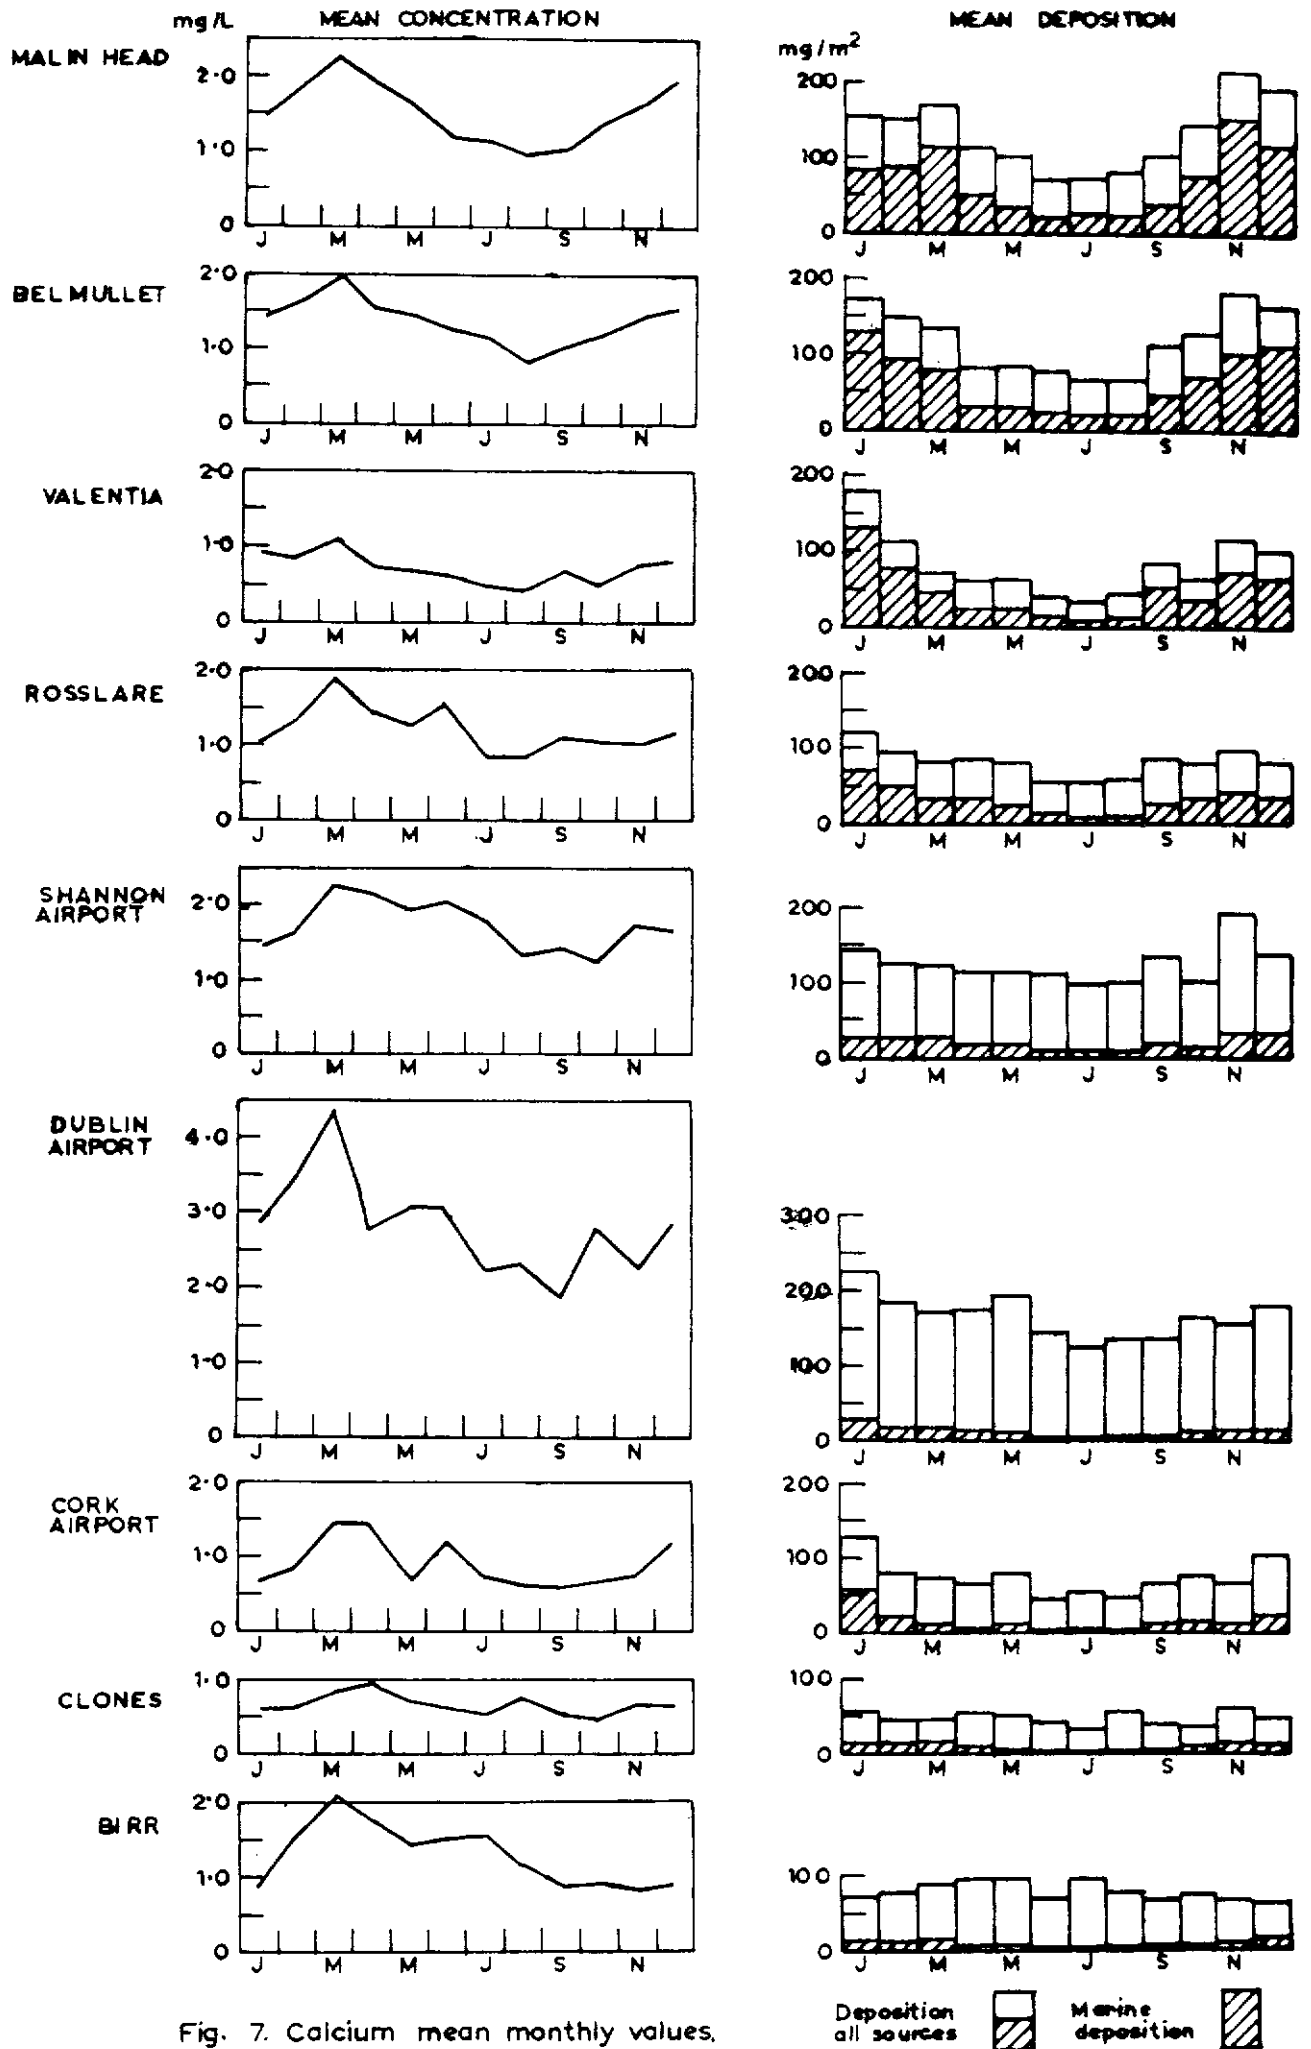 mg/L MEAN CONCENTRATION MEAN DEPOSITION
mg/m²
MALIN HEAD
2·0
1·0
0
J M M J S N
200
100
0
J M M J S N
BELMULLET
2·0
1·0
0
J M M J S N
200
100
0
J M M J S N
VALENTIA
2·0
1·0
0
J M M J S N
200
100
0
J M M J S N
ROSSLARE
2·0
1·0
0
J M M J S N
200
100
0
J M M J S N
SHANNON
AIRPORT
2·0
1·0
0
J M M J S N
200
100
0
J M M J S N
DUBLIN
AIRPORT
4·0
3·0
2·0
1·0
0
J M M J S N
300
200
100
0
J M M J S N
CORK
AIRPORT
2·0
1·0
0
J M M J S N
200
100
0
J M M J S N
CLONES
1·0
0
J M M J S N
100
0
J M M J S N
BIRR
2·0
1·0
0
J M M J S N
100
0
J M M J S N
Deposition
all sources
Marine
deposition
Fig. 7. Calcium mean monthly values.